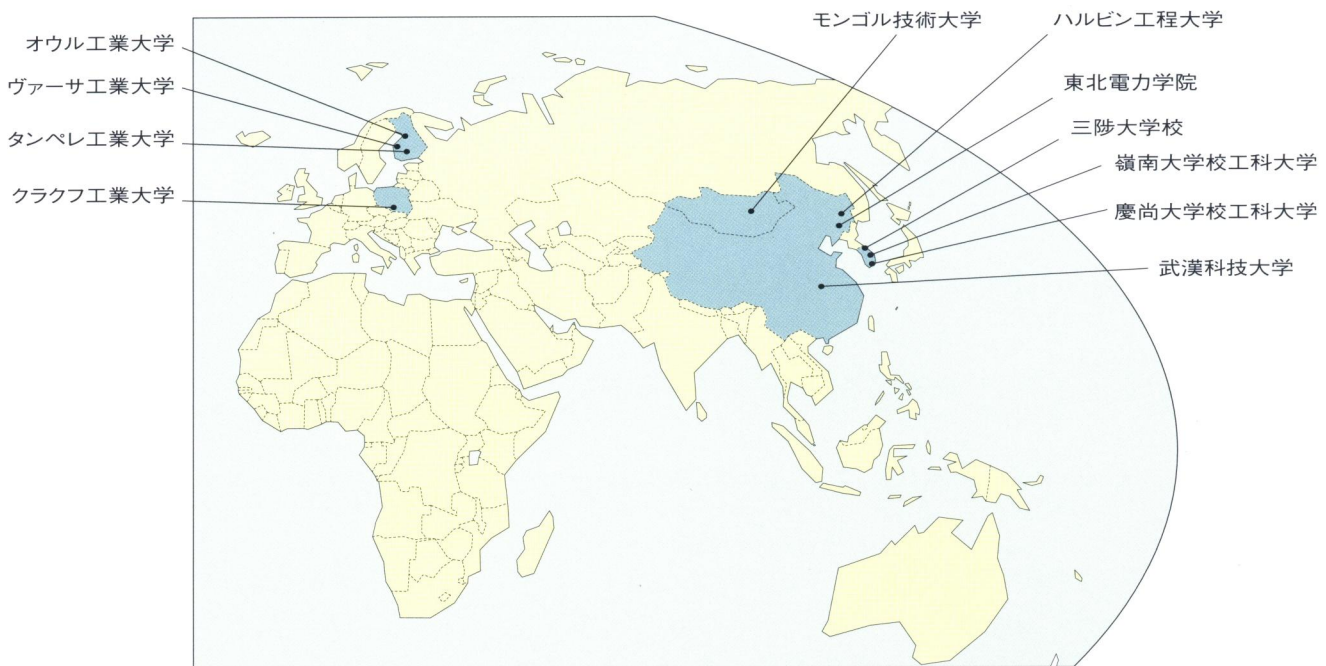 オウル工業大学
ヴァーサ工業大学
タンペレ工業大学
クラクフ工業大学
モンゴル技術大学
ハルビン工程大学
東北電力学院
三陟大学校
嶺南大学校工科大学
慶尚大学校工科大学
武漢科技大学